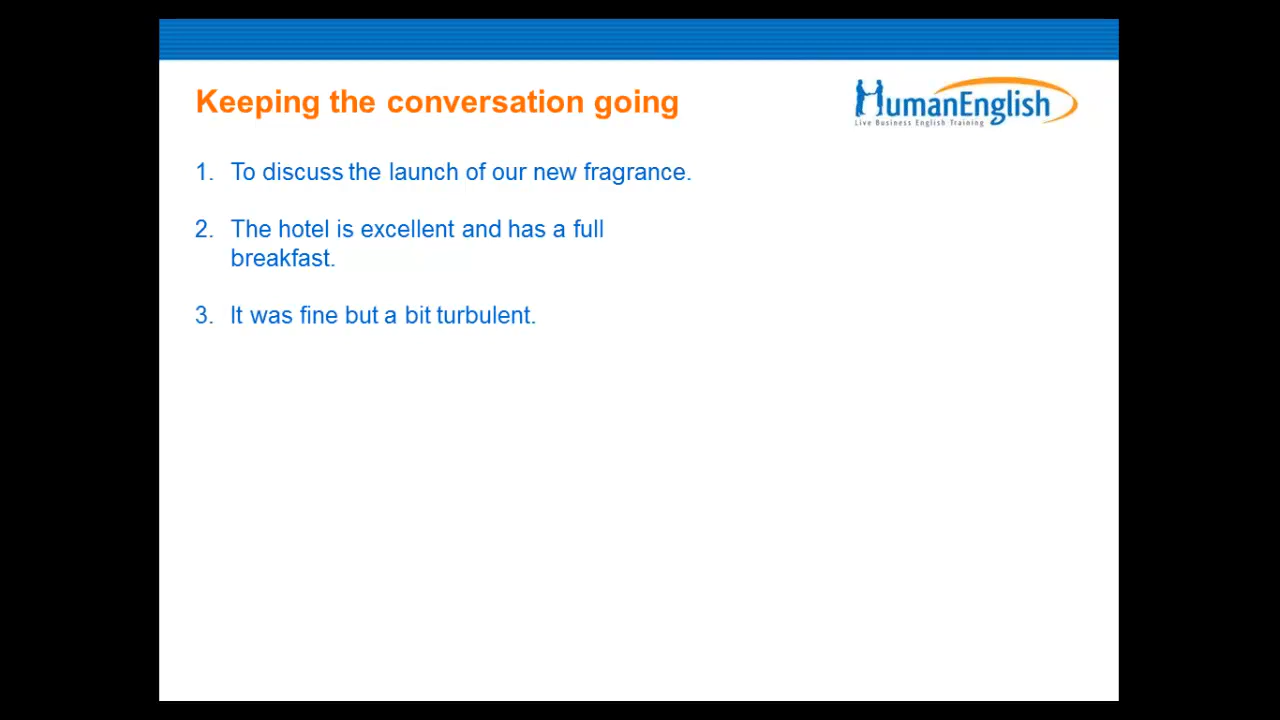 Keeping the conversation going
HumanEnglish
Live Business English Training
1. To discuss the launch of our new fragrance.
2. The hotel is excellent and has a full
breakfast.
3. It was fine but a bit turbulent.